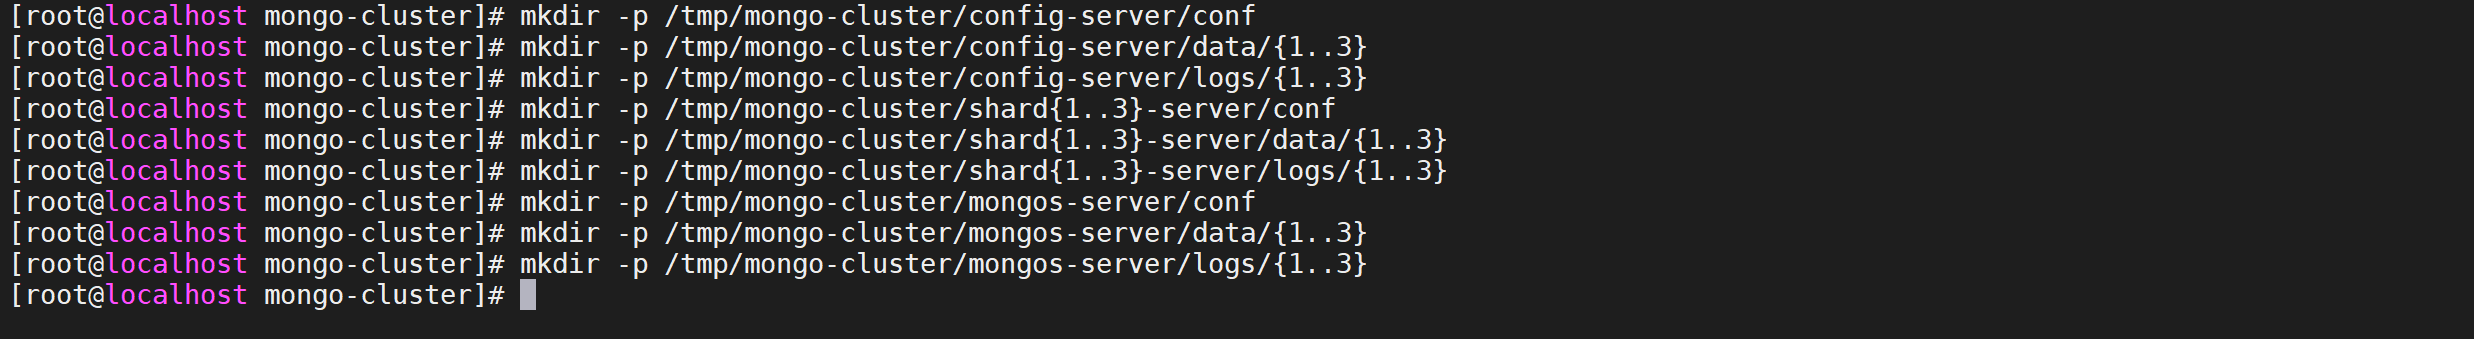 [root@localhost mongo-cluster]# mkdir -p /tmp/mongo-cluster/config-server/conf
[root@localhost mongo-cluster]# mkdir -p /tmp/mongo-cluster/config-server/data/{1..3}
[root@localhost mongo-cluster]# mkdir -p /tmp/mongo-cluster/config-server/logs/{1..3}
[root@localhost mongo-cluster]# mkdir -p /tmp/mongo-cluster/shard{1..3}-server/conf
[root@localhost mongo-cluster]# mkdir -p /tmp/mongo-cluster/shard{1..3}-server/data/{1..3}
[root@localhost mongo-cluster]# mkdir -p /tmp/mongo-cluster/shard{1..3}-server/logs/{1..3}
[root@localhost mongo-cluster]# mkdir -p /tmp/mongo-cluster/mongos-server/conf
[root@localhost mongo-cluster]# mkdir -p /tmp/mongo-cluster/mongos-server/data/{1..3}
[root@localhost mongo-cluster]# mkdir -p /tmp/mongo-cluster/mongos-server/logs/{1..3}
[root@localhost mongo-cluster]#